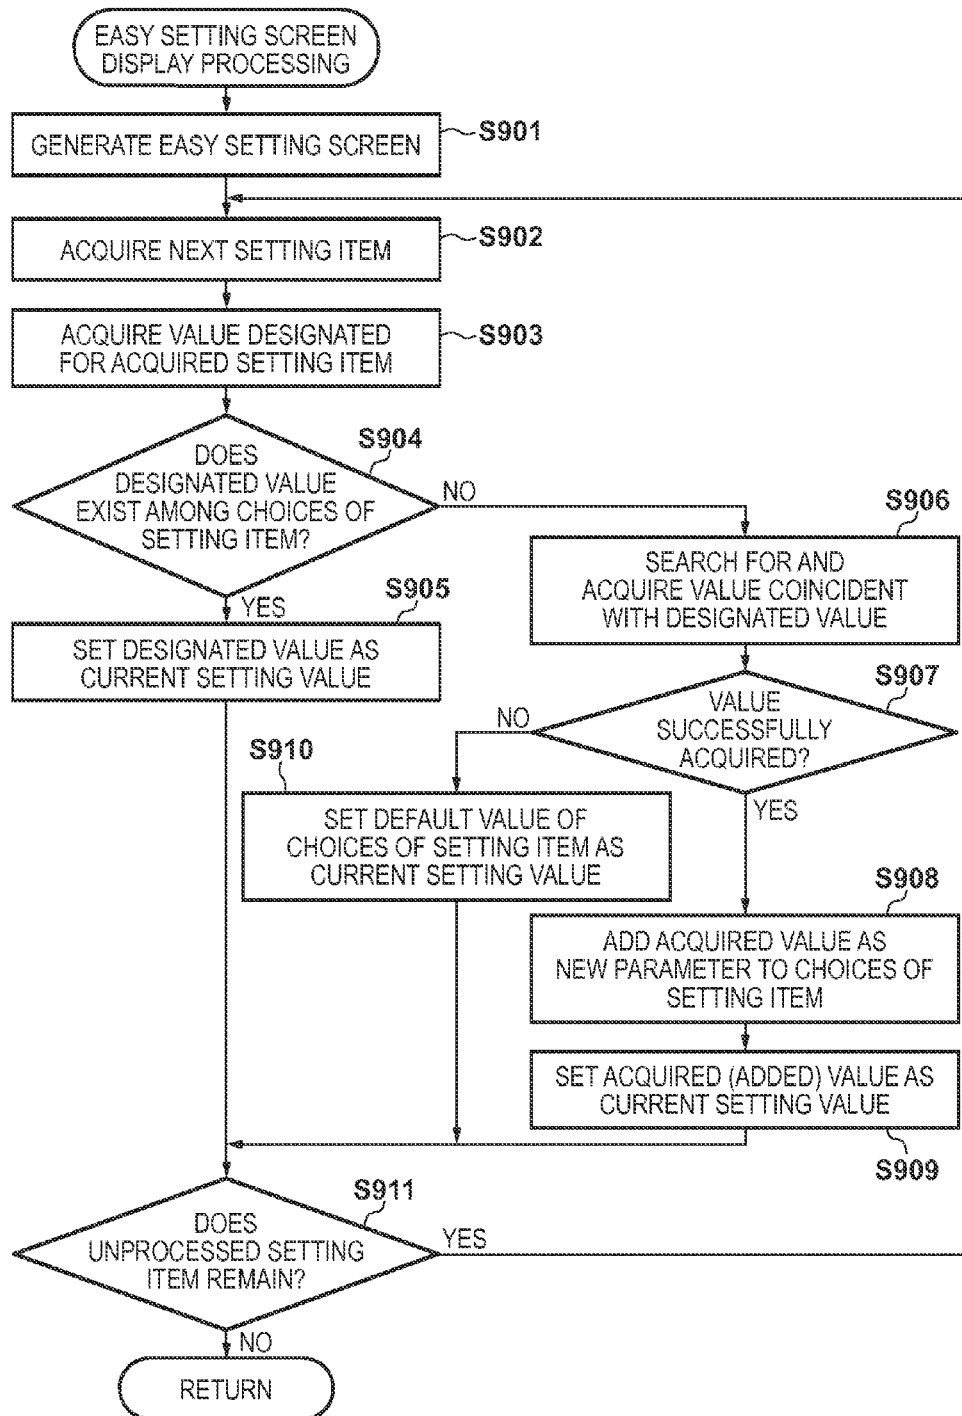 EASY SETTING SCREEN
DISPLAY PROCESSING
GENERATE EASY SETTING SCREEN
S901
ACQUIRE NEXT SETTING ITEM
S902
ACQUIRE VALUE DESIGNATED
FOR ACQUIRED SETTING ITEM
S903
DOES
DESIGNATED VALUE
EXIST AMONG CHOICES OF
SETTING ITEM?
S904
NO
YES
S905
SET DESIGNATED VALUE AS
CURRENT SETTING VALUE
S906
SEARCH FOR AND
ACQUIRE VALUE COINCIDENT
WITH DESIGNATED VALUE
S907
VALUE
SUCCESSFULLY
ACQUIRED?
NO
YES
S910
SET DEFAULT VALUE OF
CHOICES OF SETTING ITEM AS
CURRENT SETTING VALUE
S908
ADD ACQUIRED VALUE AS
NEW PARAMETER TO CHOICES OF
SETTING ITEM
SET ACQUIRED (ADDED) VALUE AS
CURRENT SETTING VALUE
S909
S911
DOES
UNPROCESSED SETTING
ITEM REMAIN?
YES
NO
RETURN